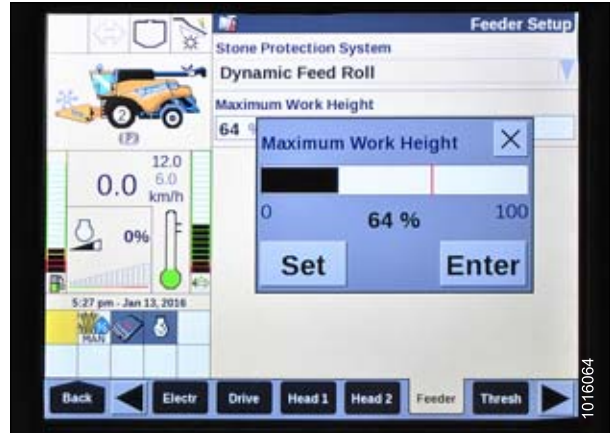 Feeder Setup
Stone Protection System
Dynamic Feed Roll
Maximum Work Height
64 %
Maximum Work Height
0
64 %
100
Set
Enter
2
(P)
12.0
0.0
6.0
km/h
0%
5:27 pm - Jan 13, 2016
MAN
Back
Electr
Drive
Head 1
Head 2
Feeder
Thresh
1016064